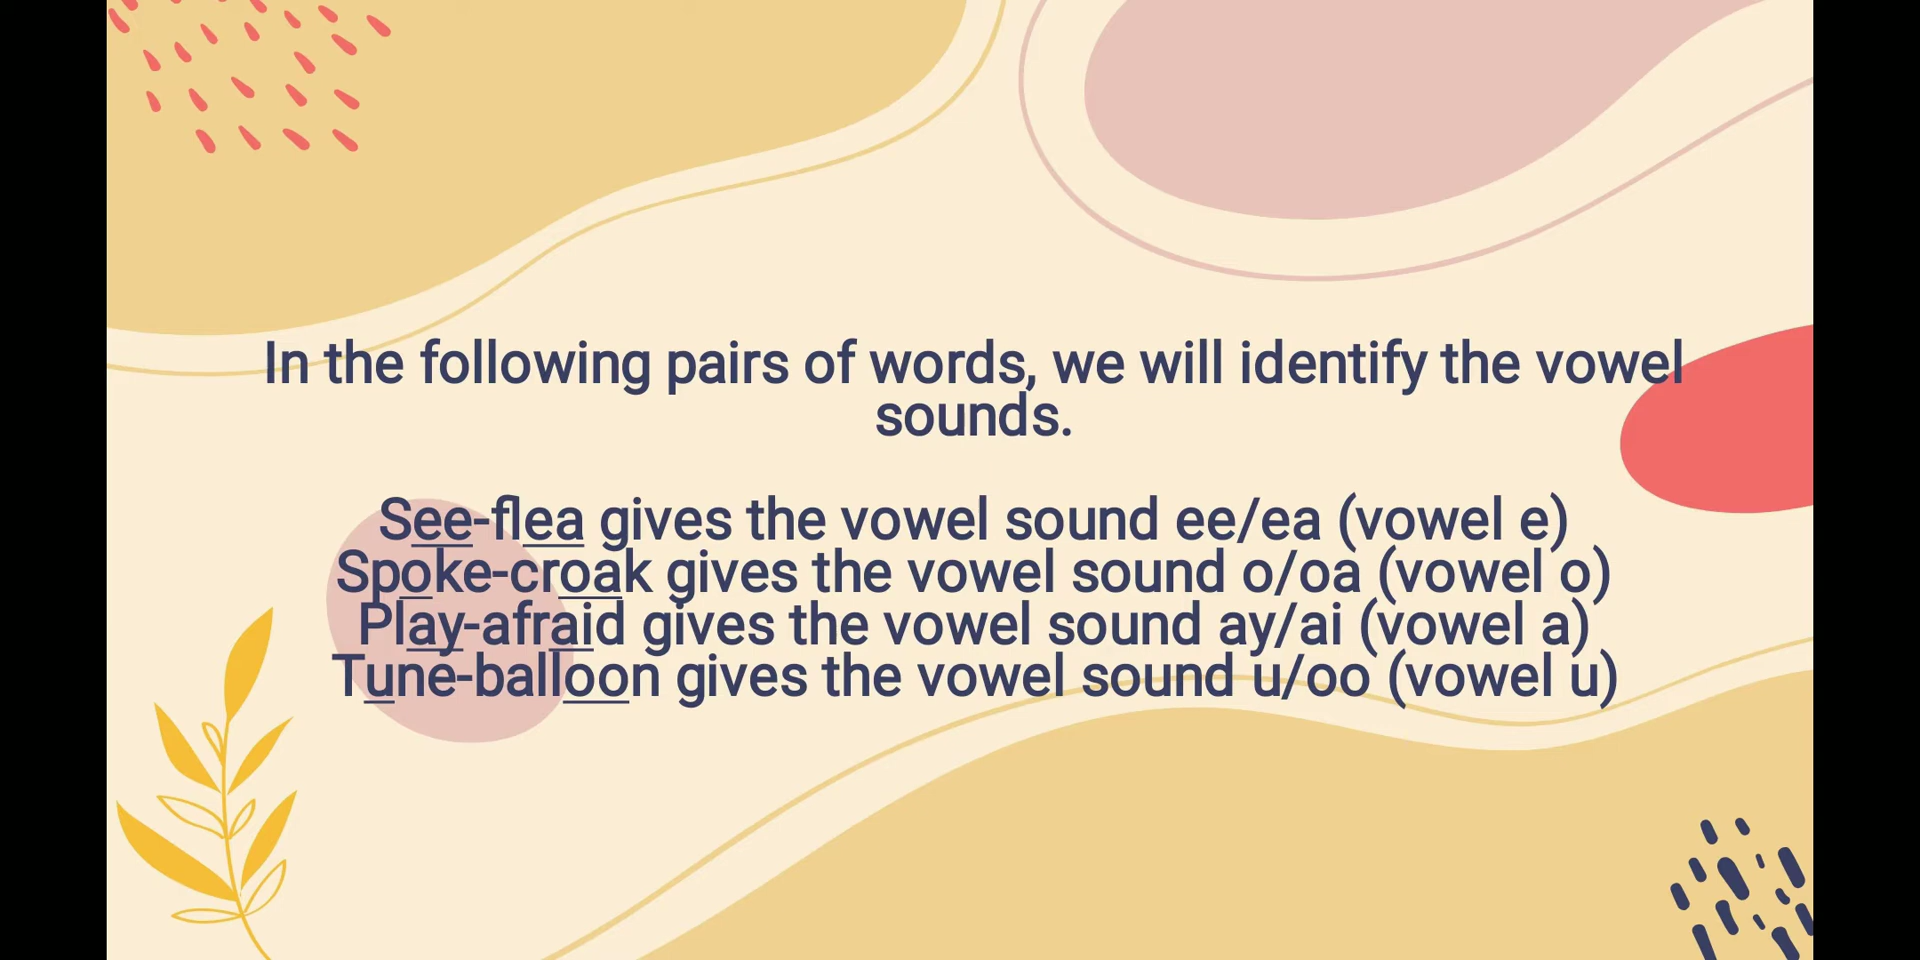 In the following pairs of words, we will identify the vowel
sounds.
See-flea gives the vowel sound ee/ea (vowel e)
Spoke-croak gives the vowel sound o/oa (vowel o)
Play-afraid gives the vowel sound ay/ai (vowel a)
Tune-balloon gives the vowel sound u/oo (vowel u)